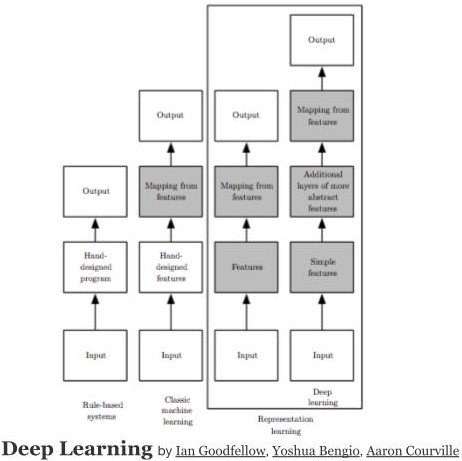 Output
Mapping from
features
Output
Output
Output
Mapping from
features
Mapping from
features
Additional
layers of more
abstract
features
Hand-
designed
program
Hand-
designed
features
Features
Simple
features
Input
Input
Input
Input
Rule-based
systems
Classic
machine
learning
Deep
learning
Representation
learning
Deep Learning by Ian Goodfellow, Yoshua Bengio, Aaron Courville